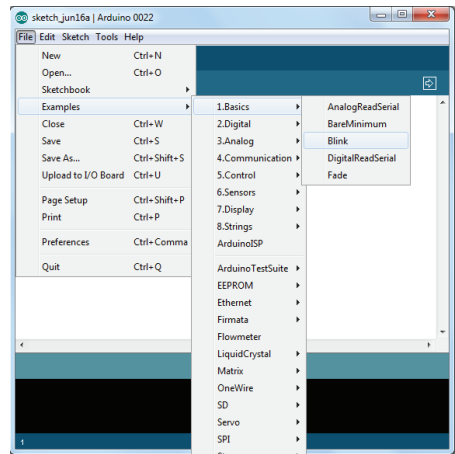 sketch_jun16a | Arduino 0022
File Edit Sketch Tools Help
New Ctrl+N
Open... Ctrl+O
Sketchbook
Examples
Close Ctrl+W
Save Ctrl+S
Save As... Ctrl+Shift+S
Upload to I/O Board Ctrl+U
Page Setup Ctrl+Shift+P
Print Ctrl+P
Preferences Ctrl+Comma
Quit Ctrl+Q
1.Basics
2.Digital
3.Analog
4.Communication
5.Control
6.Sensors
7.Display
8.Strings
ArduinoISP
ArduinoTestSuite
EEPROM
Ethernet
Firmata
Flowmeter
LiquidCrystal
Matrix
OneWire
SD
Servo
SPI
AnalogReadSerial
BareMinimum
Blink
DigitalReadSerial
Fade
1